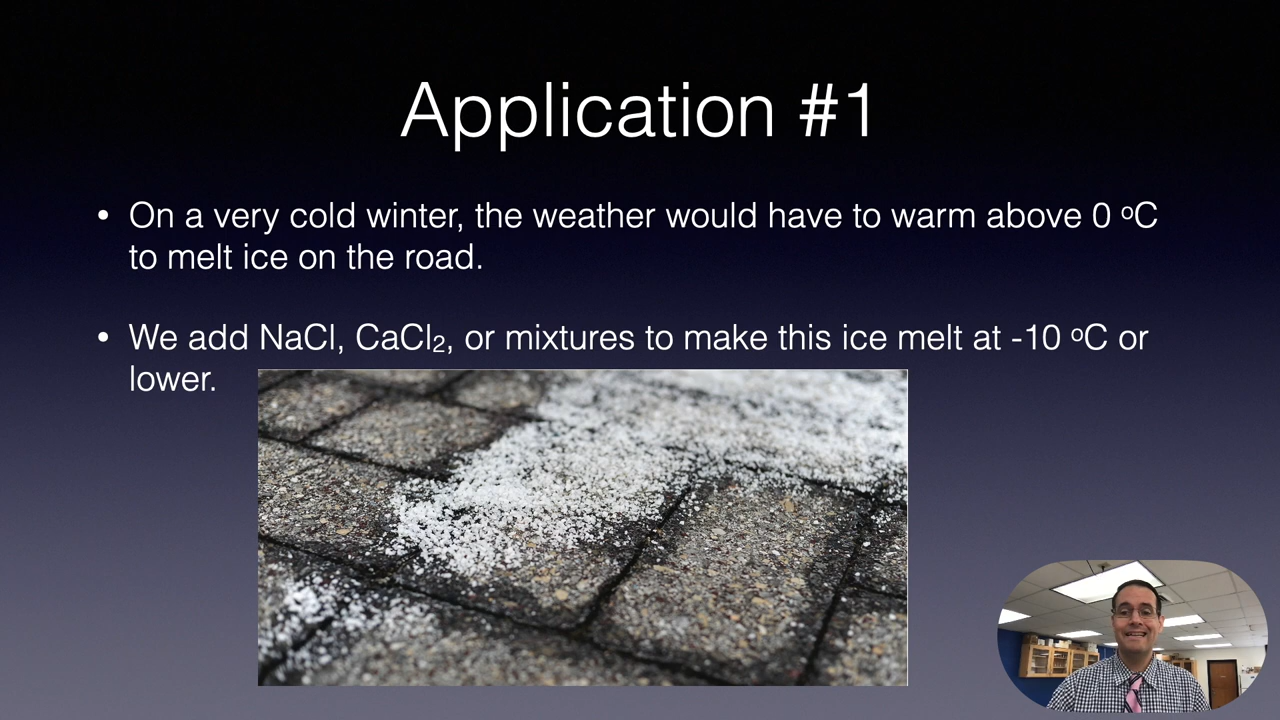 Application #1
• On a very cold winter, the weather would have to warm above 0 ºC
to melt ice on the road.
• We add NaCl, CaCl₂, or mixtures to make this ice melt at -10 ºC or
lower.